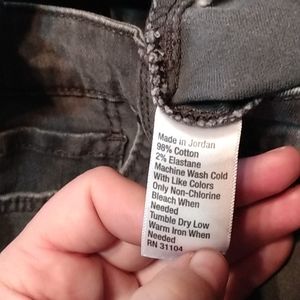 Made in Jordan
98% Cotton
2% Elastane
Machine Wash Cold
With Like Colors
Only Non-Chlorine
Bleach When
Needed
Tumble Dry Low
Warm Iron When
Needed
RN 31104